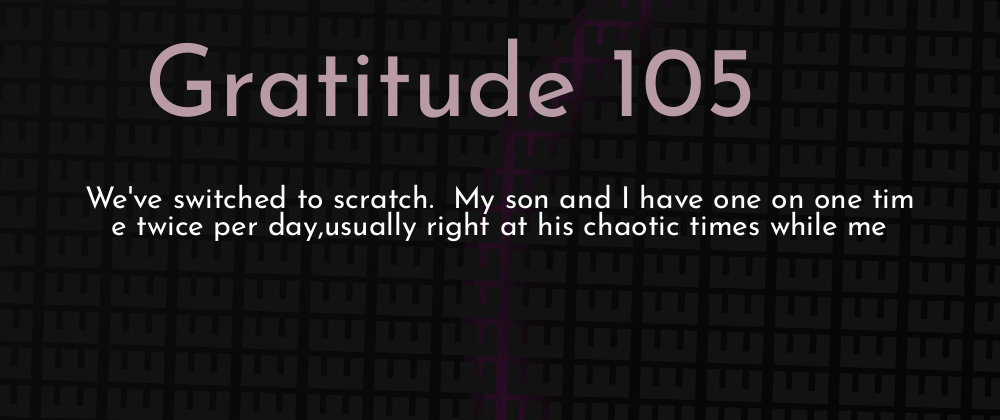 Gratitude 105
We've switched to scratch.  My son and I have one on one tim
e twice per day,usually right at his chaotic times while me